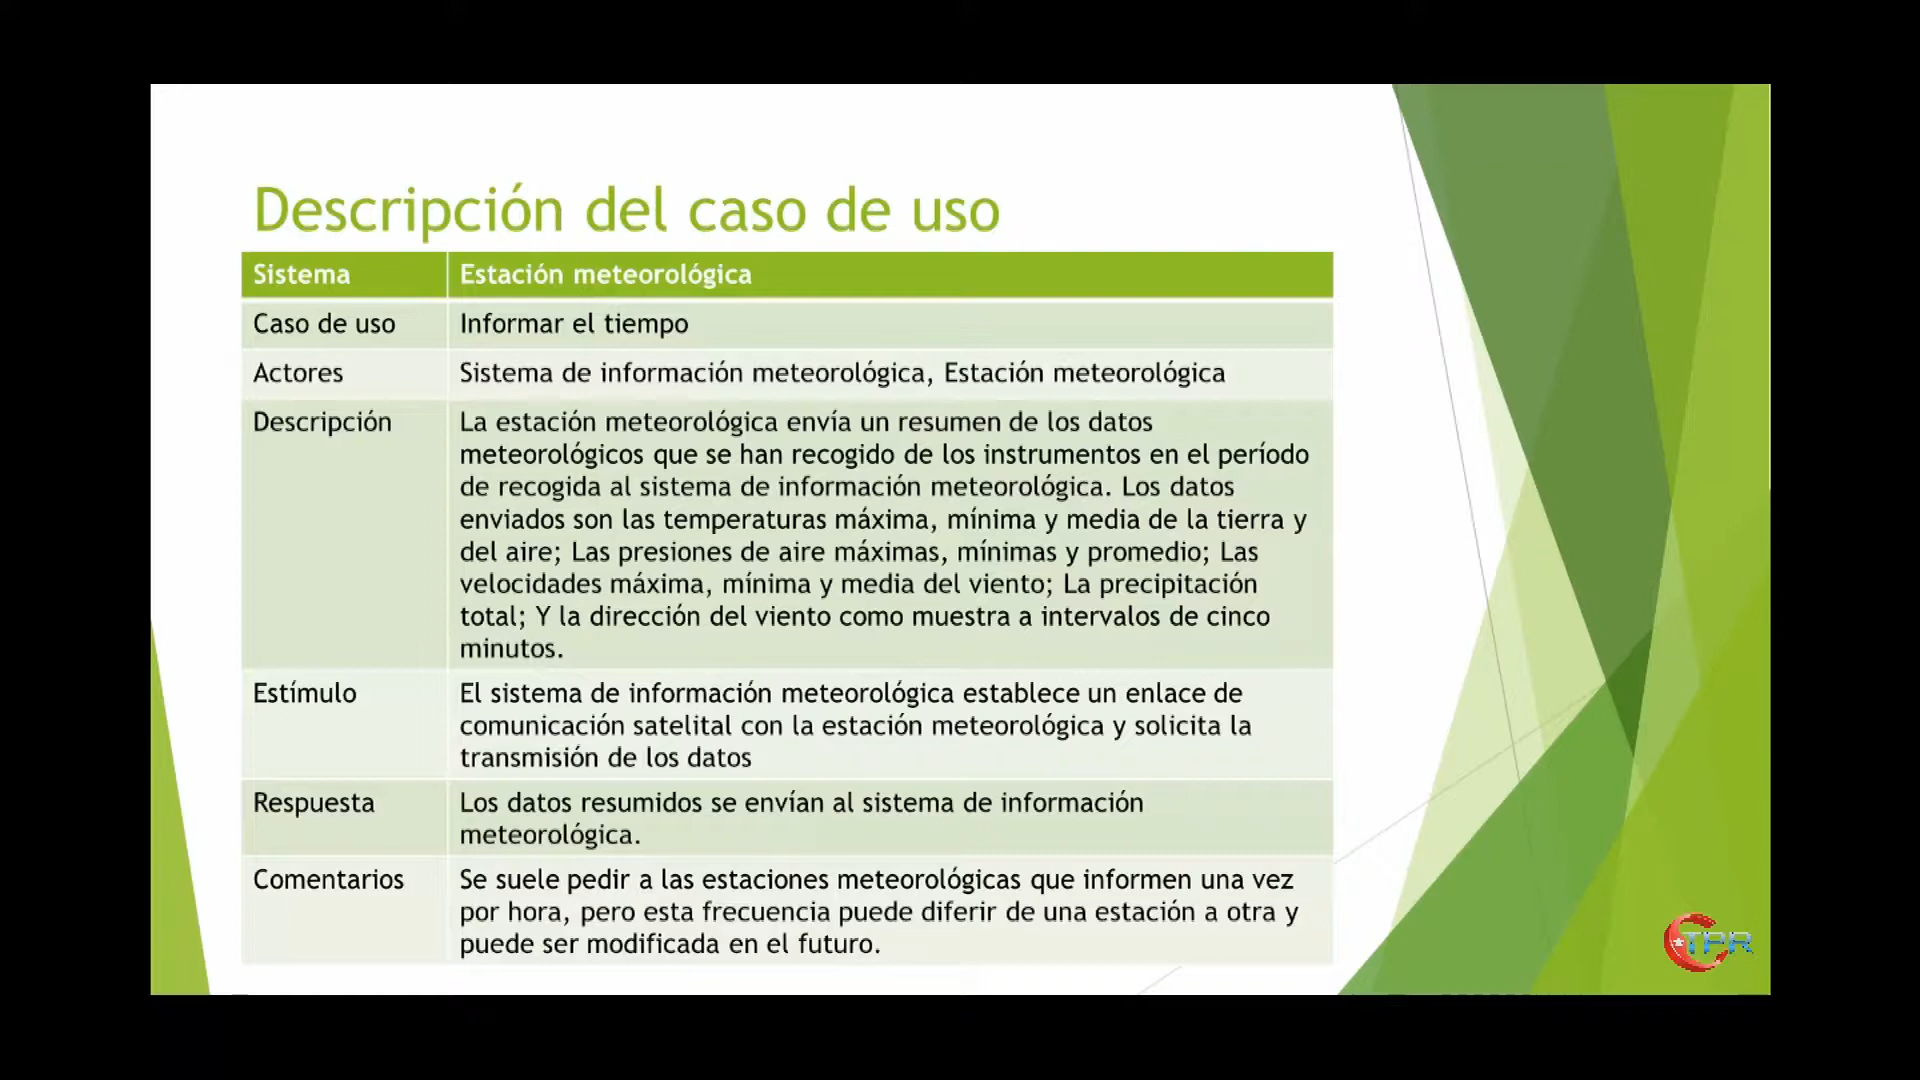 Descripción del caso de uso
Sistema
Estación meteorológica
Caso de uso
Informar el tiempo
Actores
Sistema de información meteorológica, Estación meteorológica
Descripción
La estación meteorológica envía un resumen de los datos
meteorológicos que se han recogido de los instrumentos en el período
de recogida al sistema de información meteorológica. Los datos
enviados son las temperaturas máxima, mínima y media de la tierra y
del aire; Las presiones de aire máximas, mínimas y promedio; Las
velocidades máxima, mínima y media del viento; La precipitación
total; Y la dirección del viento como muestra a intervalos de cinco
minutos.
Estímulo
El sistema de información meteorológica establece un enlace de
comunicación satelital con la estación meteorológica y solicita la
transmisión de los datos
Respuesta
Los datos resumidos se envían al sistema de información
meteorológica.
Comentarios
Se suele pedir a las estaciones meteorológicas que informen una vez
por hora, pero esta frecuencia puede diferir de una estación a otra y
puede ser modificada en el futuro.
TPR